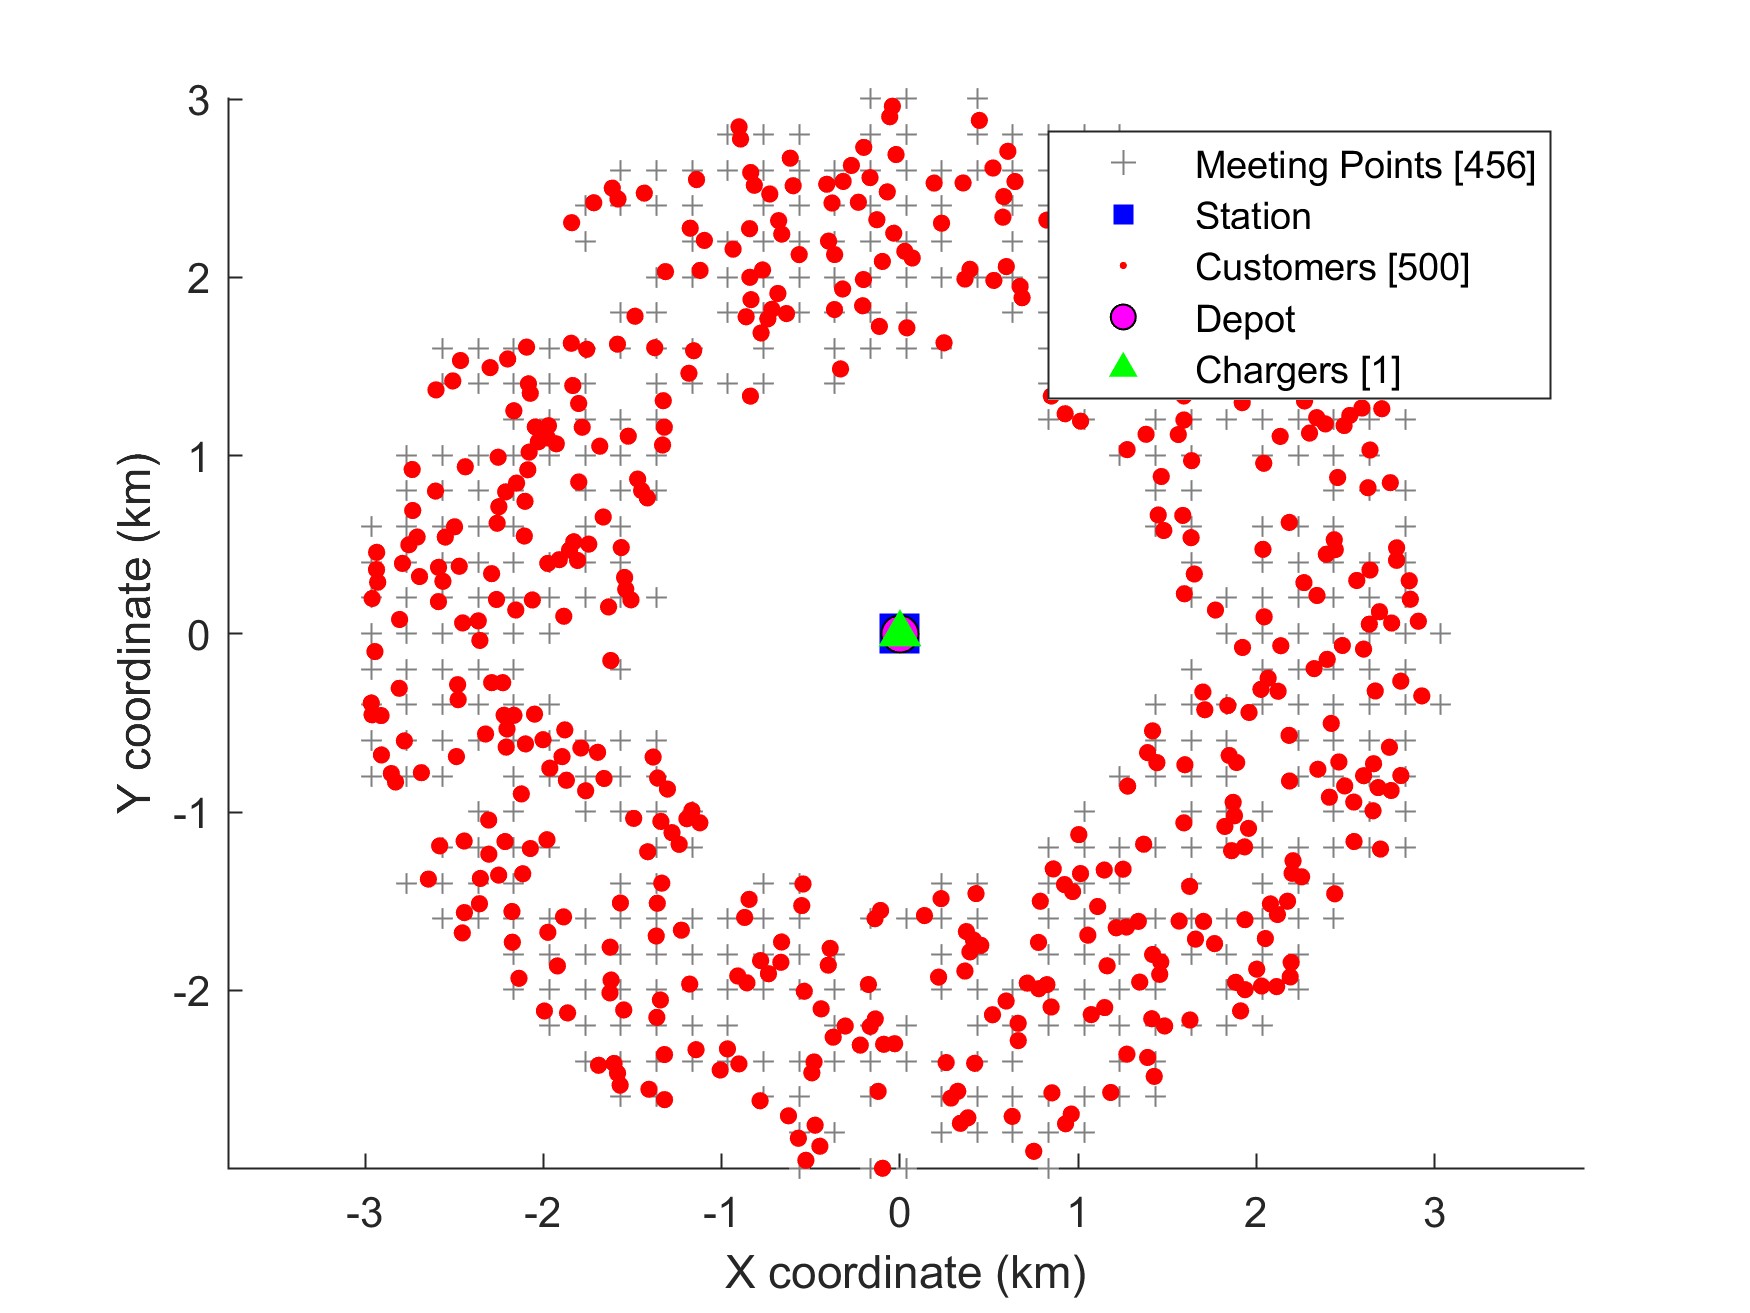 3
2
1
0
-1
-2
Y coordinate (km)
Meeting Points [456]
Station
Customers [500]
Depot
Chargers [1]
-3 -2 -1 0 1 2 3
X coordinate (km)